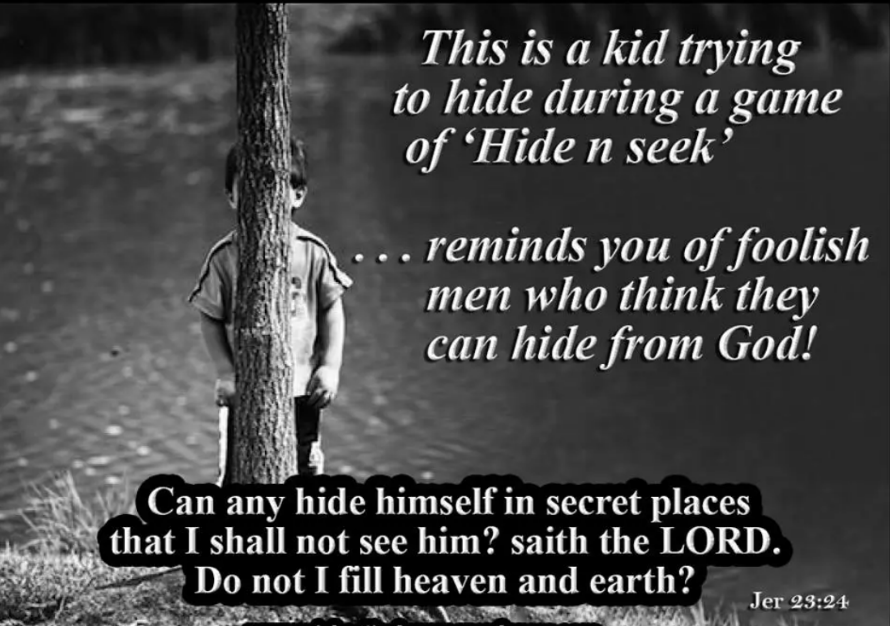 This is a kid trying
to hide during a game
of ‘Hide n seek’
. . . reminds you of foolish
men who think they
can hide from God!
Can any hide himself in secret places
that I shall not see him? saith the LORD.
Do not I fill heaven and earth?
Jer 23:24